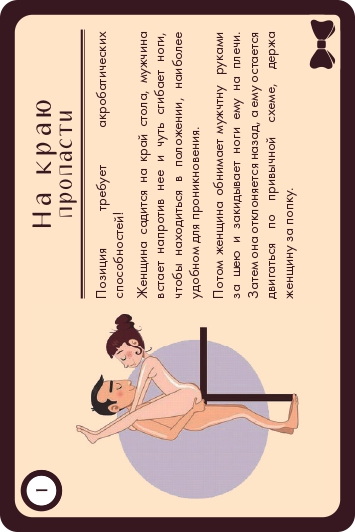 На краю
пропасти
Позиция требует акробатических
способностей!
Женщина садится на край стола, мужчина
встает напротив нее и чуть сгибает ноги,
чтобы находиться в положении, наиболее
удобном для проникновения.
Потом женщина обнимает мужчтну руками
за шею и закидывает ноги ему на плечи.
Затем она отклоняется назад, а ему остается
двигаться по привычной схеме, держа
женщину за попку.
I